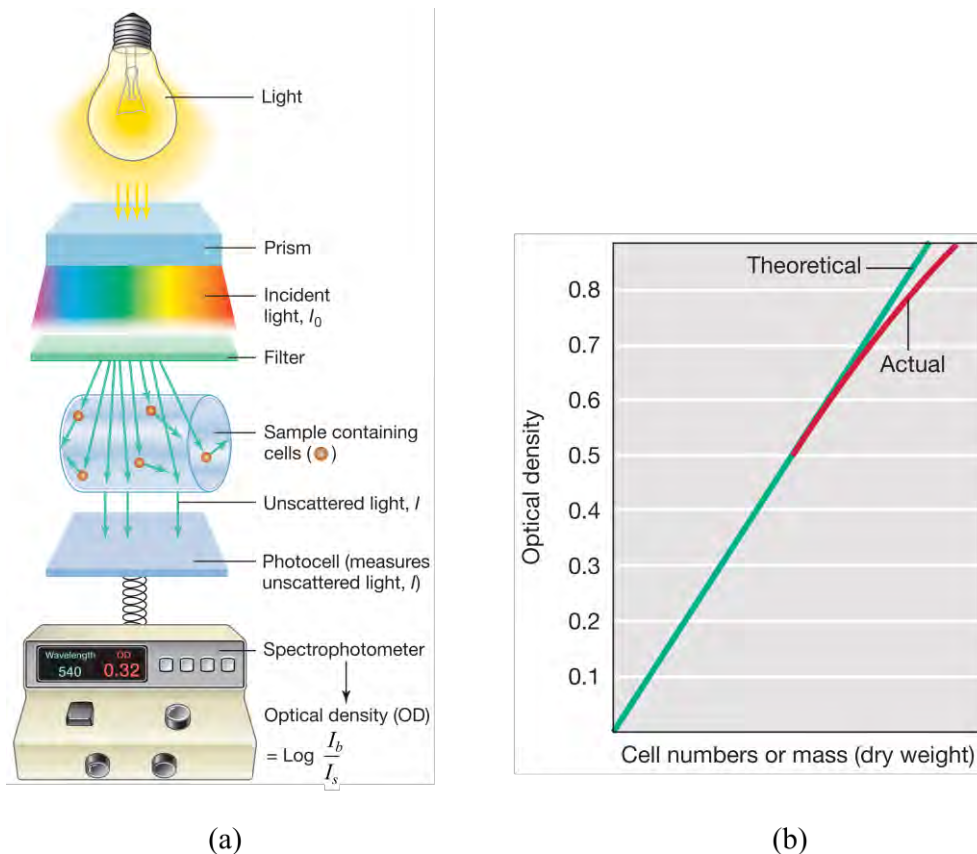 Light
Prism
Incident
light, I₀
Filter
Sample containing
cells ( )
Unscattered light, I
Photocell (measures
unscattered light, I)
Spectrophotometer
Wavelength OD
540 0.32
Optical density (OD)
= Log I_b / I_s
(a)
Theoretical
Actual
Optical density
0.8
0.7
0.6
0.5
0.4
0.3
0.2
0.1
Cell numbers or mass (dry weight)
(b)